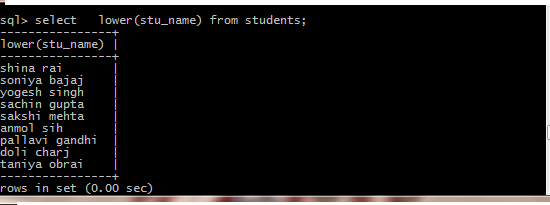 sql> select   lower(stu_name) from students;
----------------+
lower(stu_name) |
----------------+
shina rai       |
soniya bajaj    |
yogesh singh    |
sachin gupta    |
sakshi mehta    |
anmol sih       |
pallavi gandhi  |
doli charj      |
taniya obrai    |
----------------+
rows in set (0.00 sec)